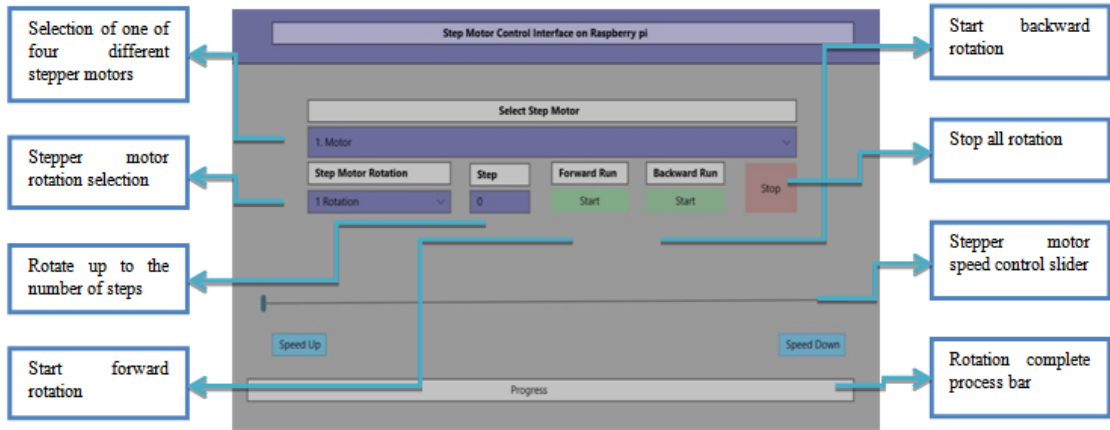 Selection of one of
four different
stepper motors
Stepper motor
rotation selection
Rotate up to the
number of steps
Start forward
rotation
Step Motor Control Interface on Raspberry pi
Select Step Motor
1. Motor
Step Motor Rotation
Step
Forward Run
Backward Run
Stop
1 Rotation
0
Start
Start
Speed Up
Speed Down
Progress
Start backward
rotation
Stop all rotation
Stepper motor
speed control slider
Rotation complete
process bar